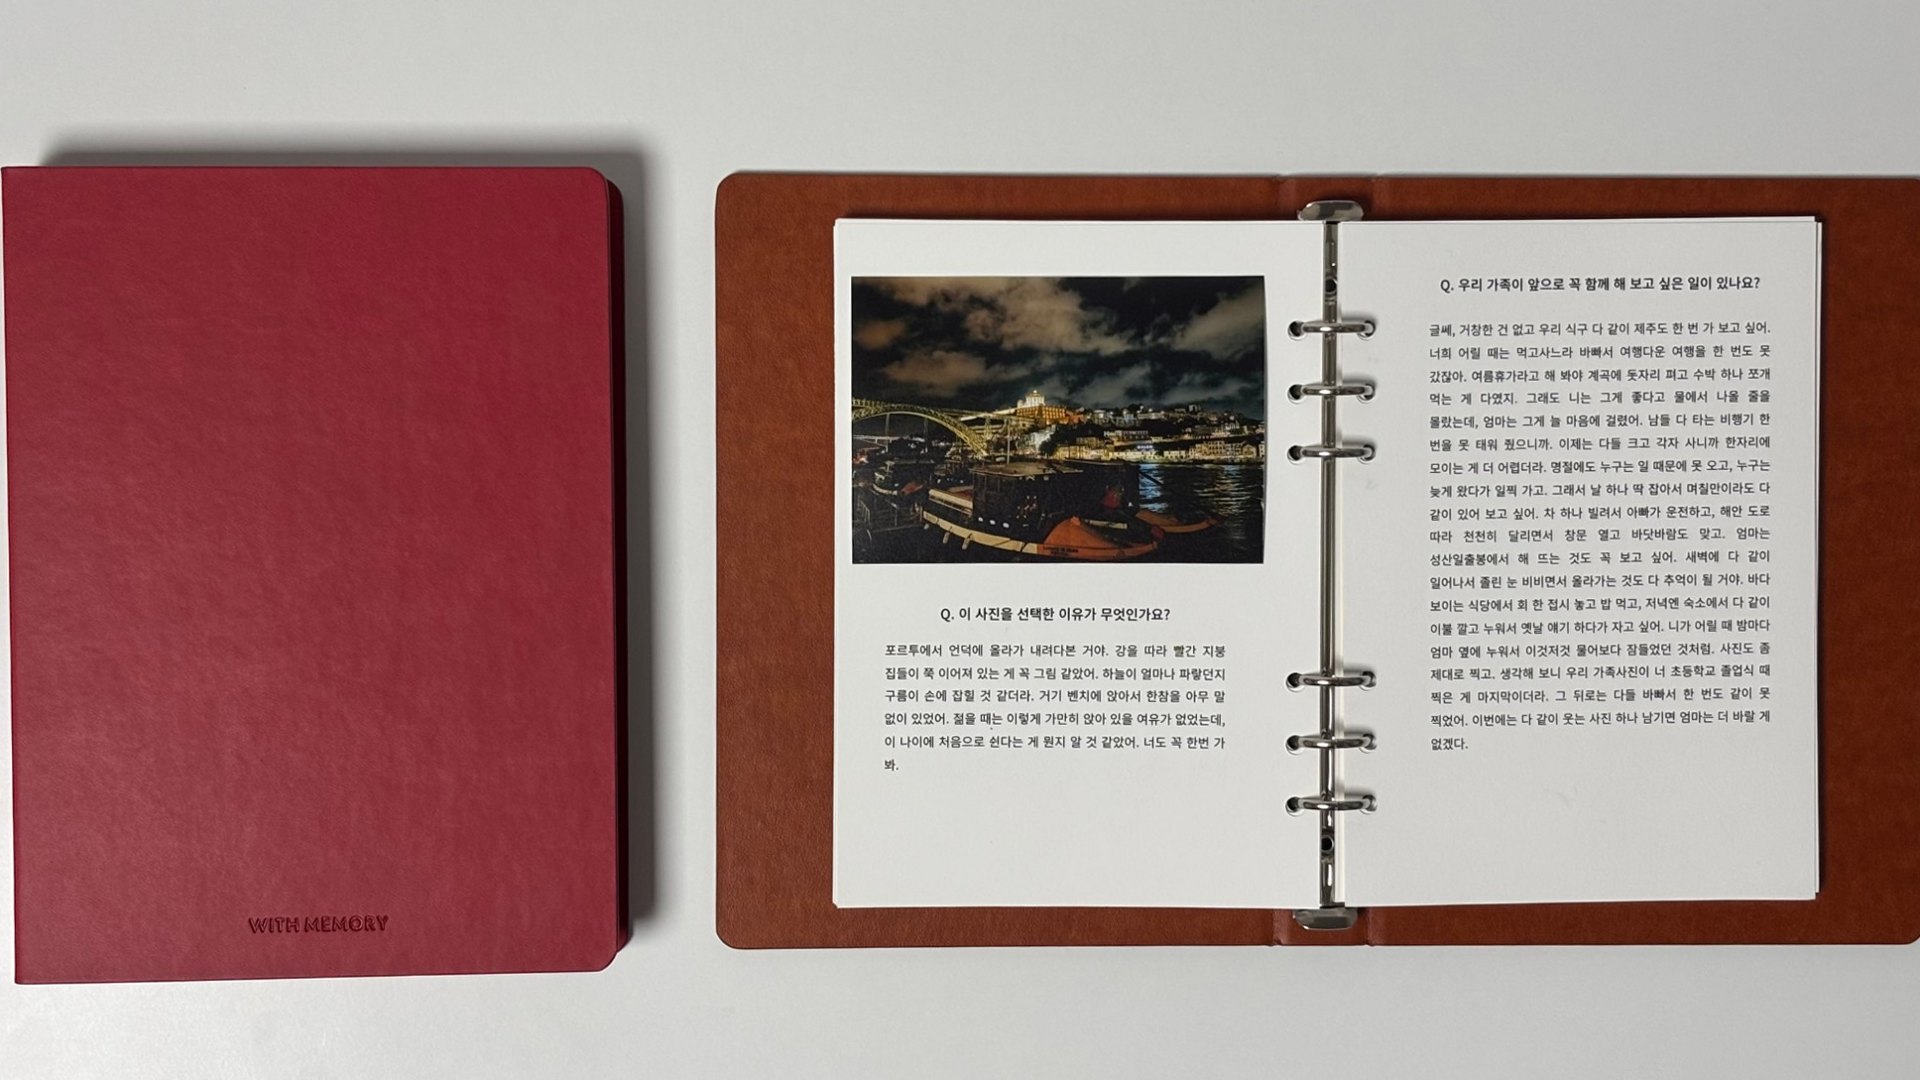 WITH MEMORY
Q. 이 사진을 선택한 이유가 무엇인가요?
포르투에서 언덕에 올라가 내려다본 거야. 강을 따라 빨간 지붕
집들이 쭉 이어져 있는 게 꼭 그림 같았어. 하늘이 얼마나 파랗던지
구름이 손에 잡힐 것 같더라. 거기 벤치에 앉아서 한참을 아무 말
없이 있었어. 젊을 때는 이렇게 가만히 앉아 있을 여유가 없었는데,
이 나이에 처음으로 쉰다는 게 뭔지 알 것 같았어. 너도 꼭 한번 가
봐.
Q. 우리 가족이 앞으로 꼭 함께 해 보고 싶은 일이 있나요?
글쎄, 거창한 건 없고 우리 식구 다 같이 제주도 한 번 가 보고 싶어.
너희 어릴 때는 먹고사느라 바빠서 여행다운 여행을 한 번도 못
갔잖아. 여름휴가라고 해 봐야 계곡에 돗자리 펴고 수박 하나 쪼개
먹는 게 다였지. 그래도 니는 그게 좋다고 물에서 나올 줄을
몰랐는데, 엄마는 그게 늘 마음에 걸렸어. 남들 다 타는 비행기 한
번을 못 태워 줬으니까. 이제는 다들 크고 각자 사니까 한자리에
모이는 게 더 어렵더라. 명절에도 누구는 일 때문에 못 오고, 누구는
늦게 왔다가 일찍 가고. 그래서 날 하나 딱 잡아서 며칠만이라도 다
같이 있어 보고 싶어. 차 하나 빌려서 아빠가 운전하고, 해안 도로
따라 천천히 달리면서 창문 열고 바닷바람도 맞고. 엄마는
성산일출봉에서 해 뜨는 것도 꼭 보고 싶어. 새벽에 다 같이
일어나서 졸린 눈 비비면서 올라가는 것도 다 추억이 될 거야. 바다
보이는 식당에서 회 한 접시 놓고 밥 먹고, 저녁엔 숙소에서 다 같이
이불 깔고 누워서 옛날 얘기 하다가 자고 싶어. 니가 어릴 때 밤마다
엄마 옆에 누워서 이것저것 물어보다 잠들었던 것처럼. 사진도 좀
제대로 찍고. 생각해 보니 우리 가족사진이 너 초등학교 졸업식 때
찍은 게 마지막이더라. 그 뒤로는 다들 바빠서 한 번도 같이 못
찍었어. 이번에는 다 같이 웃는 사진 하나 남기면 엄마는 더 바랄 게
없겠다.